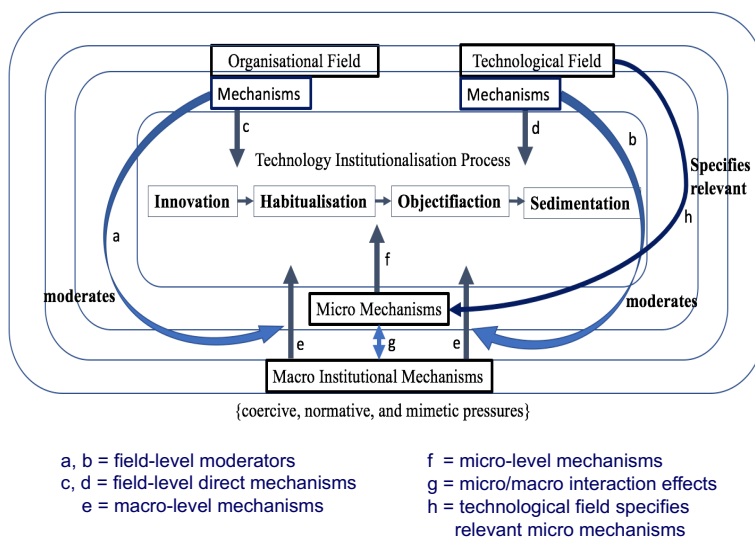 Organisational Field
Technological Field
Mechanisms
Mechanisms
c
d
b
Technology Institutionalisation Process
Specifies
relevant
Innovation
Habitualisation
Objectifiaction
Sedimentation
h
a
f
moderates
moderates
Micro Mechanisms
e
g
e
Macro Institutional Mechanisms
{coercive, normative, and mimetic pressures}
a, b = field-level moderators
c, d = field-level direct mechanisms
e = macro-level mechanisms
f = micro-level mechanisms
g = micro/macro interaction effects
h = technological field specifies
relevant micro mechanisms